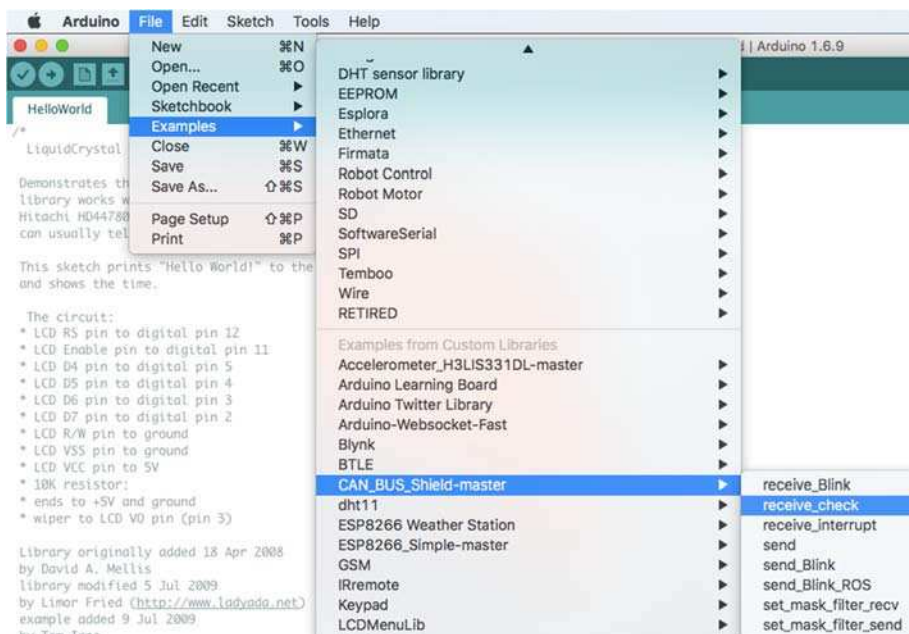 Arduino File Edit Sketch Tools Help
| Arduino 1.6.9
HelloWorld
New ⌘N
Open... ⌘O
Open Recent
Sketchbook
Examples
Close ⌘W
Save ⌘S
Save As... ⇧⌘S
Page Setup ⇧⌘P
Print ⌘P
/*
LiquidCrystal
Demonstrates th
library works w
Hitachi HD44780
can usually tel
This sketch prints "Hello World!" to the
and shows the time.
The circuit:
* LCD RS pin to digital pin 12
* LCD Enable pin to digital pin 11
* LCD D4 pin to digital pin 5
* LCD D5 pin to digital pin 4
* LCD D6 pin to digital pin 3
* LCD D7 pin to digital pin 2
* LCD R/W pin to ground
* LCD VSS pin to ground
* LCD VCC pin to 5V
* 10K resistor:
* ends to +5V and ground
* wiper to LCD VO pin (pin 3)
Library originally added 18 Apr 2008
by David A. Mellis
library modified 5 Jul 2009
by Limor Fried (http://www.ladyada.net)
example added 9 Jul 2009
DHT sensor library
EEPROM
Esplora
Ethernet
Firmata
Robot Control
Robot Motor
SD
SoftwareSerial
SPI
Temboo
Wire
RETIRED
Examples from Custom Libraries
Accelerometer_H3LIS331DL-master
Arduino Learning Board
Arduino Twitter Library
Arduino-Websocket-Fast
Blynk
BTLE
CAN_BUS_Shield-master
dht11
ESP8266 Weather Station
ESP8266_Simple-master
GSM
IRremote
Keypad
LCDMenuLib
receive_Blink
receive_check
receive_interrupt
send
send_Blink
send_Blink_ROS
set_mask_filter_recv
set_mask_filter_send